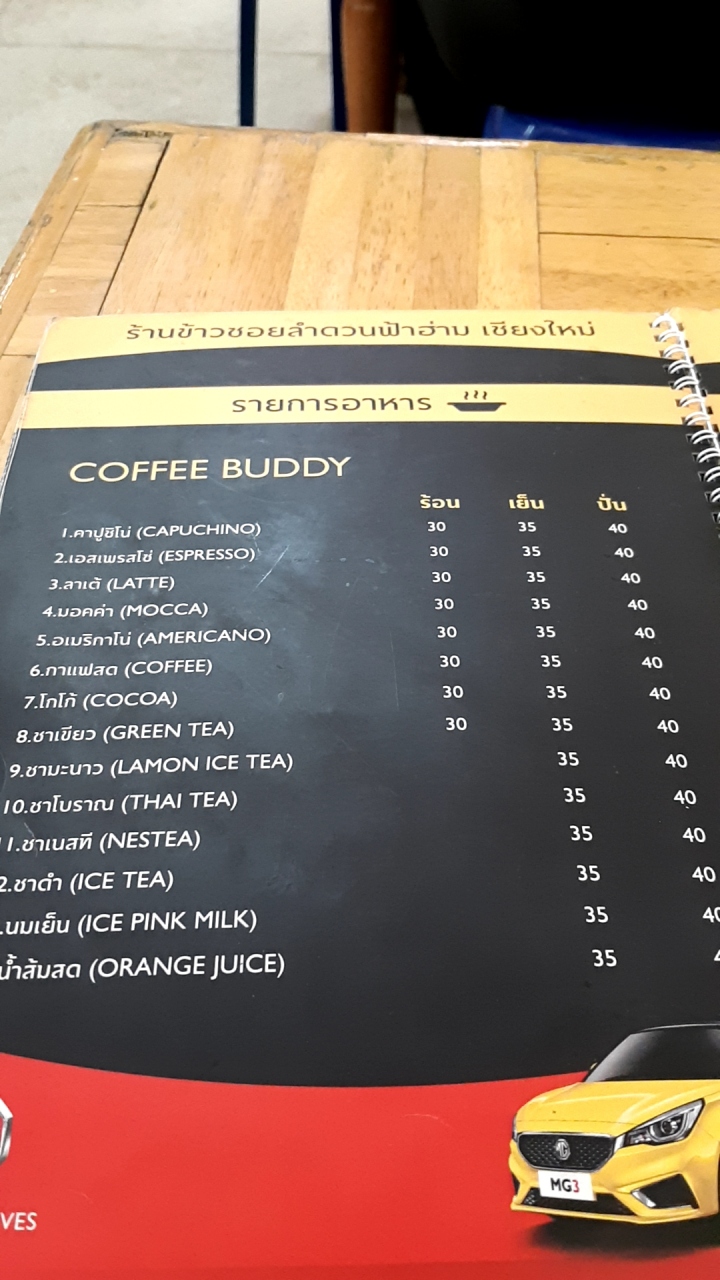 ร้านข้าวซอยลำดวนฟ้าฮ่าม เชียงใหม่
รายการอาหาร
COFFEE BUDDY
ร้อน เย็น ปั่น
1.คาปูชิโน่ (CAPUCHINO) 30 35 40
2.เอสเพรสโซ่ (ESPRESSO) 30 35 40
3.ลาเต้ (LATTE) 30 35 40
4.มอคค่า (MOCCA) 30 35 40
5.อเมริกาโน่ (AMERICANO) 30 35 40
6.กาแฟสด (COFFEE) 30 35 40
7.โกโก้ (COCOA) 30 35 40
8.ชาเขียว (GREEN TEA) 30 35 40
9.ชามะนาว (LAMON ICE TEA) 35 40
10.ชาโบราณ (THAI TEA) 35 40
1.ชาเนสที (NESTEA) 35 40
2.ชาดำ (ICE TEA) 35 40
.นมเย็น (ICE PINK MILK) 35 40
น้ำส้มสด (ORANGE JUICE) 35
MG
MG3
VES